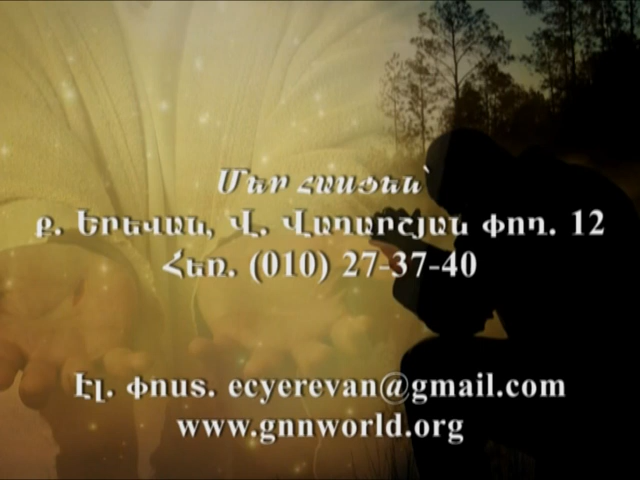 Մեր Հասցեն՝
ք. Երևան, Վ. Վաղարշյան փող. 12
Հեռ. (010) 27-37-40
Էլ. փոստ. ecyerevan@gmail.com
www.gnnworld.org